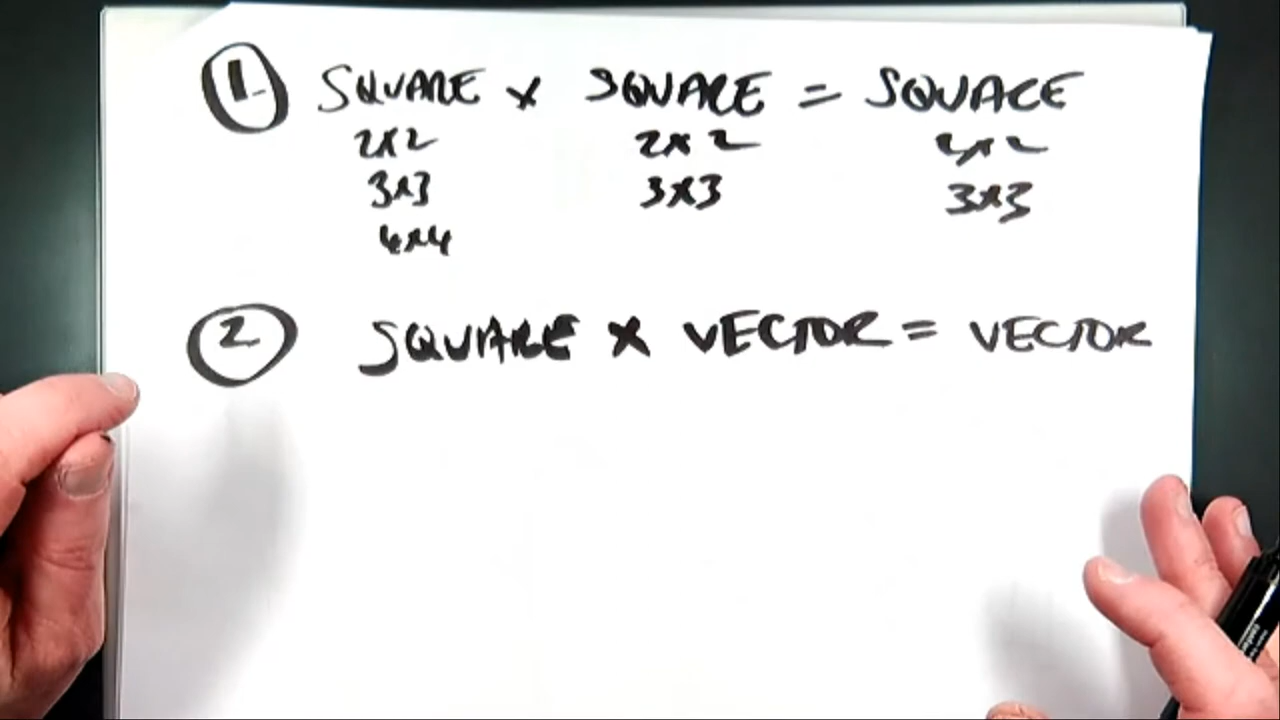 1. SQUARE x SQUARE = SQUARE
2x2 2x2 2x2
3x3 3x3 3x3
4x4
2 SQUARE x VECTOR = VECTOR